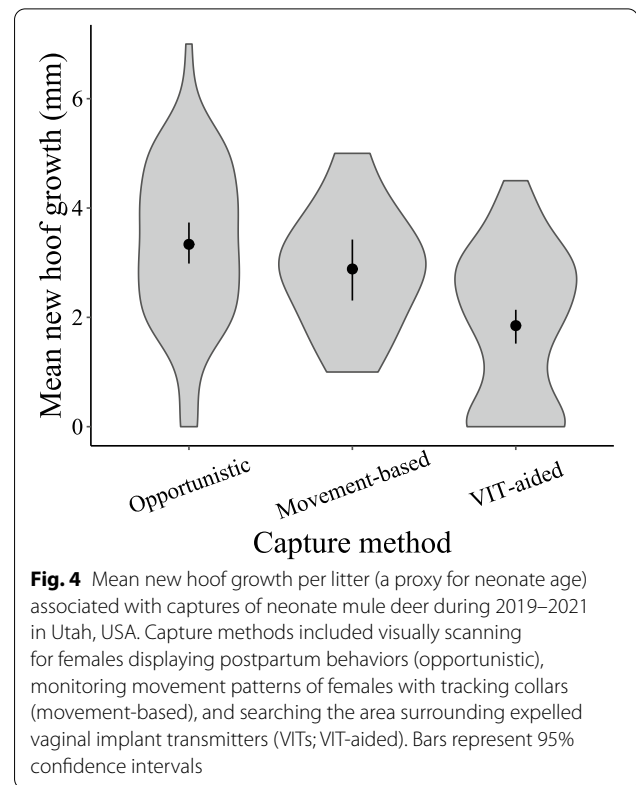 Mean new hoof growth (mm)
6
4
2
0
Opportunistic
Movement-based
VIT-aided
Capture method
Fig. 4 Mean new hoof growth per litter (a proxy for neonate age)
associated with captures of neonate mule deer during 2019–2021
in Utah, USA. Capture methods included visually scanning
for females displaying postpartum behaviors (opportunistic),
monitoring movement patterns of females with tracking collars
(movement-based), and searching the area surrounding expelled
vaginal implant transmitters (VITs; VIT-aided). Bars represent 95%
confidence intervals